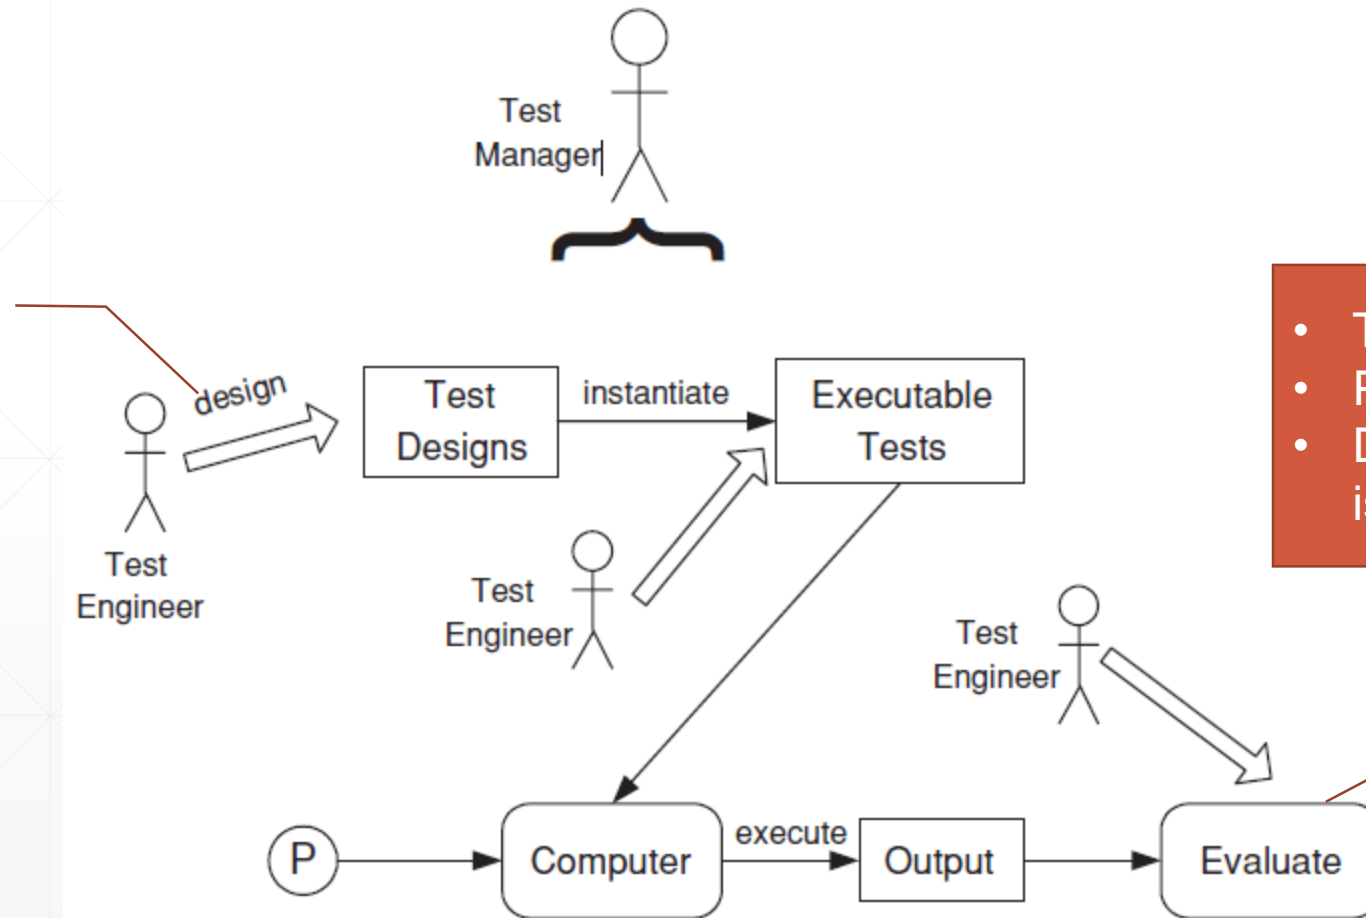 Test
Manager
design
Test
Designs
instantiate
Executable
Tests
Test
Engineer
Test
Engineer
Test
Engineer
P
Computer
execute
Output
Evaluate